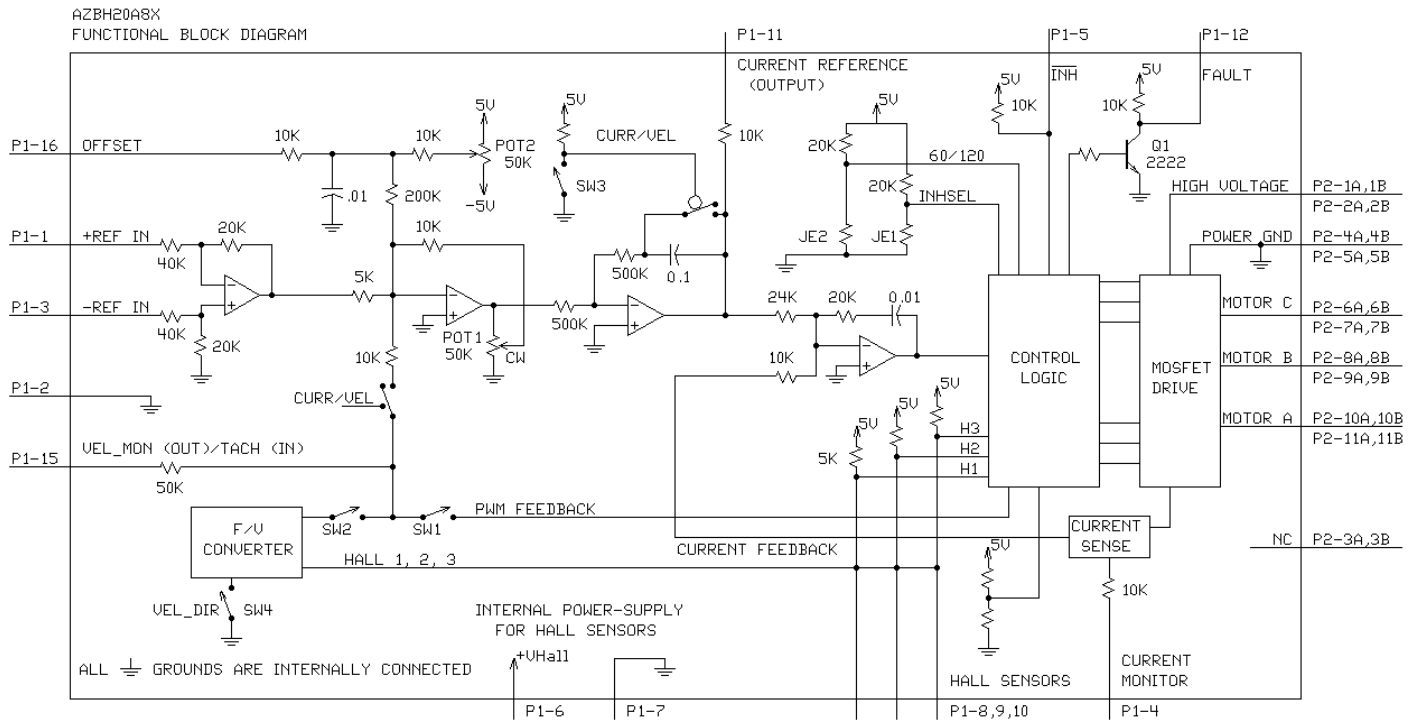 AZBH20A8X
FUNCTIONAL BLOCK DIAGRAM
P1-11
P1-5
P1-12
CURRENT REFERENCE
(OUTPUT)
INH
FAULT
5V
10K
5V
10K
Q1
2222
P1-16
OFFSET
10K
10K
5V
POT2
50K
-5V
.01
200K
5V
CURR/VEL
SW3
10K
5V
20K
60/120
20K
INHSEL
JE2
JE1
HIGH VOLTAGE
P2-1A,1B
P2-2A,2B
P1-1
+REF IN
20K
40K
10K
500K
0.1
POWER GND
P2-4A,4B
P2-5A,5B
P1-3
-REF IN
40K
20K
5K
POT1
50K
CW
500K
24K
20K
0.01
10K
CONTROL
LOGIC
MOSFET
DRIVE
MOTOR C
P2-6A,6B
P2-7A,7B
MOTOR B
P2-8A,8B
P2-9A,9B
MOTOR A
P2-10A,10B
P2-11A,11B
P1-2
10K
CURR/VEL
P1-15
VEL_MON (OUT)/TACH (IN)
50K
5V
5V
5V
5K
H3
H2
H1
F/V
CONVERTER
SW2
SW1
PWM FEEDBACK
CURRENT FEEDBACK
CURRENT
SENSE
NC
P2-3A,3B
HALL 1, 2, 3
VEL_DIR
SW4
5V
10K
INTERNAL POWER-SUPPLY
FOR HALL SENSORS
+VHall
ALL GROUNDS ARE INTERNALLY CONNECTED
HALL SENSORS
CURRENT
MONITOR
P1-6
P1-7
P1-8,9,10
P1-4